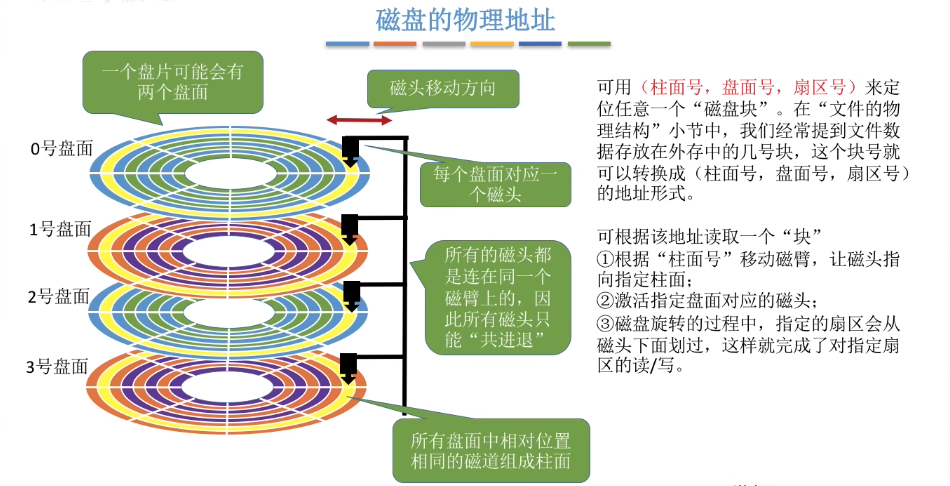 磁盘的物理地址
一个盘片可能会有
两个盘面
磁头移动方向
0号盘面
每个盘面对应一
个磁头
1号盘面
所有的磁头都
是连在同一个
磁臂上的，因
此所有磁头只
能“共进退”
2号盘面
3号盘面
所有盘面中相对位置
相同的磁道组成柱面
可用（柱面号，盘面号，扇区号）来定
位任意一个“磁盘块”。在“文件的物
理结构”小节中，我们经常提到文件数
据存放在外存中的几号块，这个块号就
可以转换成（柱面号，盘面号，扇区号）
的地址形式。
可根据该地址读取一个“块”
①根据“柱面号”移动磁臂，让磁头指
向指定柱面；
②激活指定盘面对应的磁头；
③磁盘旋转的过程中，指定的扇区会从
磁头下面划过，这样就完成了对指定扇
区的读/写。